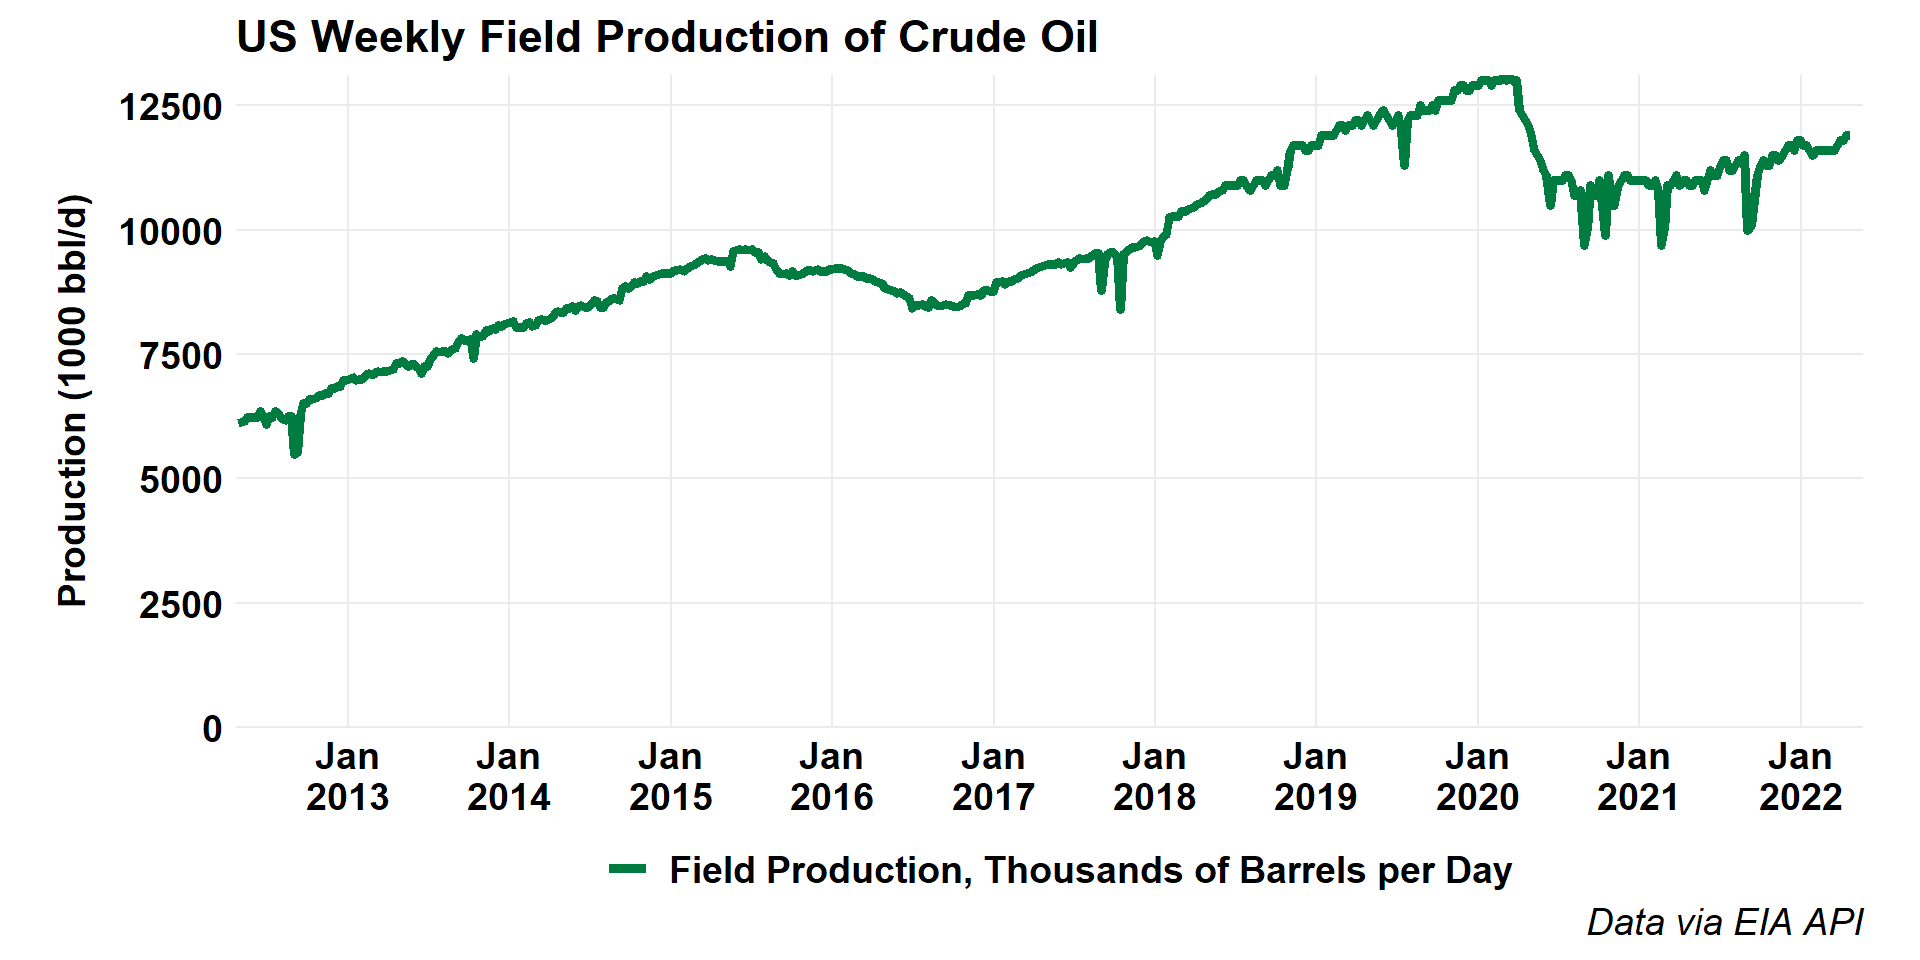 US Weekly Field Production of Crude Oil
Production (1000 bbl/d)
12500
10000
7500
5000
2500
0
Jan 2013
Jan 2014
Jan 2015
Jan 2016
Jan 2017
Jan 2018
Jan 2019
Jan 2020
Jan 2021
Jan 2022
Field Production, Thousands of Barrels per Day
Data via EIA API